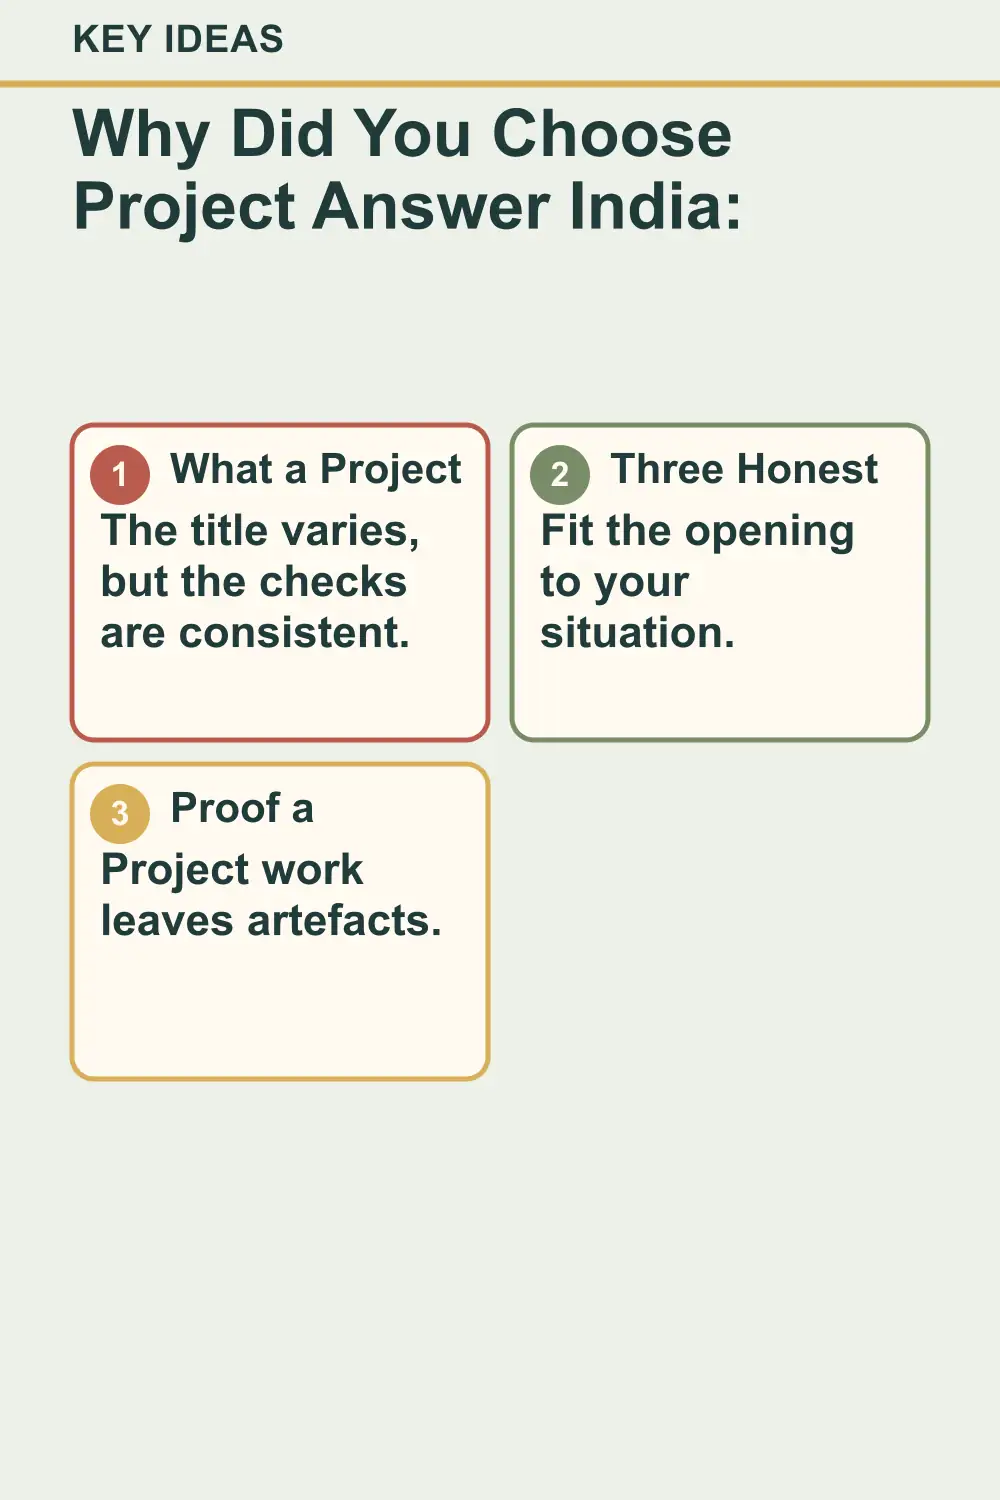 KEY IDEAS
Why Did You Choose
Project Answer India:
1 What a Project
The title varies,
but the checks
are consistent.
2 Three Honest
Fit the opening
to your
situation.
3 Proof a
Project work
leaves artefacts.